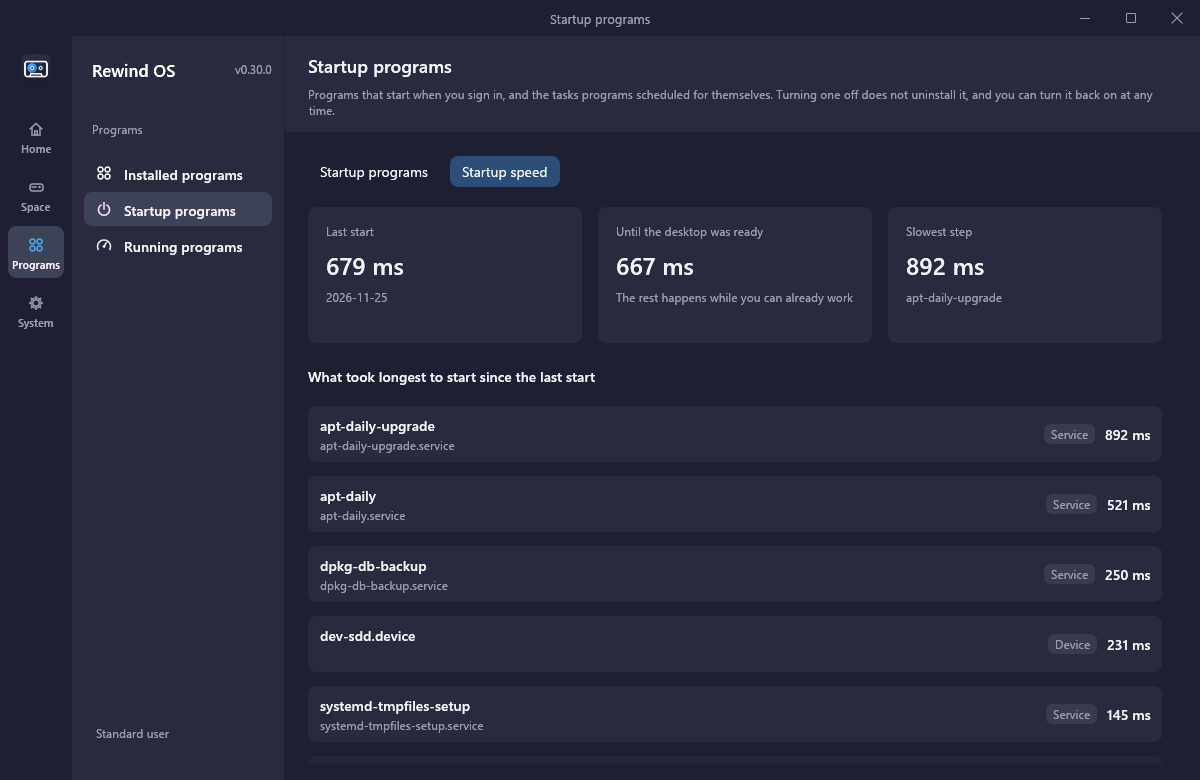 Startup programs
Rewind OS
v0.30.0
Home
Space
Programs
System
Programs
Installed programs
Startup programs
Running programs
Standard user
Startup programs
Programs that start when you sign in, and the tasks programs scheduled for themselves. Turning one off does not uninstall it, and you can turn it back on at any
time.
Startup programs
Startup speed
Last start
679 ms
2026-11-25
Until the desktop was ready
667 ms
The rest happens while you can already work
Slowest step
892 ms
apt-daily-upgrade
What took longest to start since the last start
apt-daily-upgrade
apt-daily-upgrade.service
Service
892 ms
apt-daily
apt-daily.service
Service
521 ms
dpkg-db-backup
dpkg-db-backup.service
Service
250 ms
dev-sdd.device
Device
231 ms
systemd-tmpfiles-setup
systemd-tmpfiles-setup.service
Service
145 ms